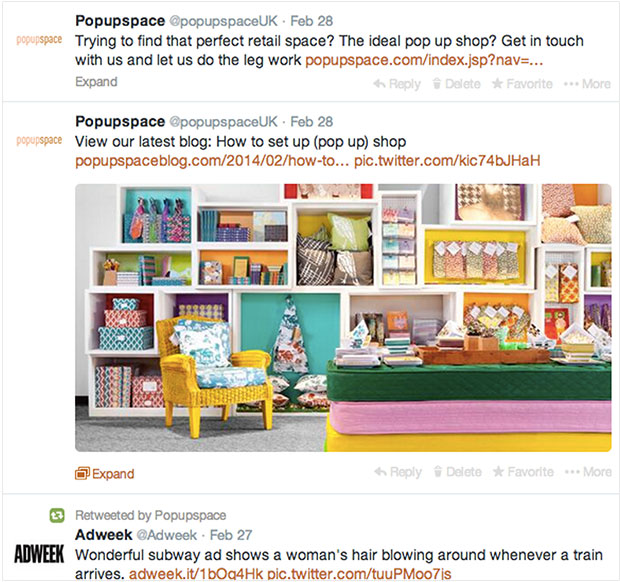 Popupspace @popupspaceUK · Feb 28
popupspace
Trying to find that perfect retail space? The ideal pop up shop? Get in touch
with us and let us do the leg work popupspace.com/index.jsp?nav=...
Expand
Reply Delete Favorite More
Popupspace @popupspaceUK · Feb 28
popupspace
View our latest blog: How to set up (pop up) shop
popupspaceblog.com/2014/02/how-to... pic.twitter.com/kic74bJHaH
Expand
Reply Delete Favorite More
Retweeted by Popupspace
Adweek @Adweek · Feb 27
ADWEEK
Wonderful subway ad shows a woman's hair blowing around whenever a train
arrives. adweek.it/1bOg4Hk pic.twitter.com/tuuPMoo7js